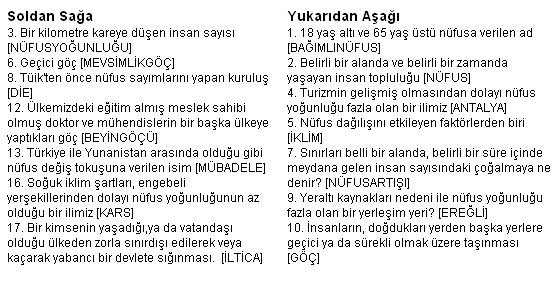 Soldan Sağa
3. Bir kilometre kareye düşen insan sayısı
[NÜFUSYOĞUNLUĞU]
6. Geçici göç [MEVSİMLİKGÖÇ]
8. Tüik'ten önce nüfus sayımlarını yapan kuruluş
[DİE]
12. Ülkemizdeki eğitim almış meslek sahibi
olmuş doktor ve mühendislerin bir başka ülkeye
yaptıkları göç [BEYİNGÖÇÜ]
13. Türkiye ile Yunanistan arasında olduğu gibi
nüfus değiş tokuşuna verilen isim [MÜBADELE]
16. Soğuk iklim şartları, engebeli
yerşekillerinden dolayı nüfus yoğunluğunun az
olduğu bir ilimiz [KARS]
17. Bir kimsenin yaşadığı,ya da vatandaşı
olduğu ülkeden zorla sınırdışı edilerek veya
kaçarak yabancı bir devlete sığınması. [İLTİCA]
Yukarıdan Aşağı
1. 18 yaş altı ve 65 yaş üstü nüfusa verilen ad
[BAĞIMLINÜFUS]
2. Belirli bir alanda ve belirli bir zamanda
yaşayan insan topluluğu [NÜFUS]
4. Turizmin gelişmiş olmasından dolayı nüfus
yoğunluğu fazla olan bir ilimiz [ANTALYA]
5. Nüfus dağılışını etkileyen faktörlerden biri
[İKLİM]
7. Sınırları belli bir alanda, belirli bir süre içinde
meydana gelen insan sayısındaki çoğalmaya ne
denir? [NÜFUSARTIŞI]
9. Yeraltı kaynakları nedeni ile nüfus yoğunluğu
fazla olan bir yerleşim yeri? [EREĞLİ]
10. İnsanların, doğdukları yerden başka yerlere
geçici ya da sürekli olmak üzere taşınması
[GÖÇ]